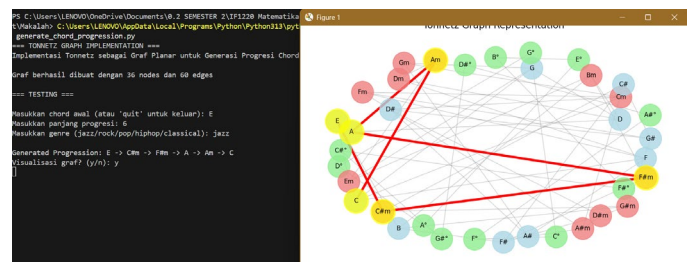 PS C:\Users\LENOVO\OneDrive\Documents\0.2 SEMESTER 2\IF1220 Matematika
t\Makalah> C:\Users\LENOVO\AppData\Local\Programs\Python\Python313\pyt
generate_chord_progression.py
=== TONNETZ GRAPH IMPLEMENTATION ===
Implementasi Tonnetz sebagai Graf Planar untuk Generasi Progresi Chord
Graf berhasil dibuat dengan 36 nodes dan 60 edges
=== TESTING ===
Masukkan chord awal (atau 'quit' untuk keluar): E
Masukkan panjang progresi: 6
Masukkan genre (jazz/rock/pop/hiphop/classical): jazz
Generated Progression: E -> C#m -> F#m -> A -> Am -> C
Visualisasi graf? (y/n): y
Figure 1
Tonnetz Graph Representation
G°
B°
E°
Am
D#°
G
Gm
Dm
Bm
C#
Fm
Cm
D#
A#°
D
E
A
G#
C#°
F
D°
Em
F#m
F#°
C
G#m
C#m
D#m
B
A°
A#m
G#°
F°
F#
A#
C°